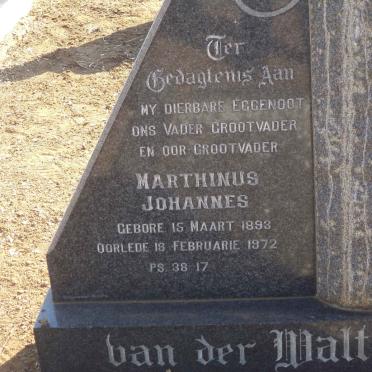 Ter
Gedagtenis Aan
MY DIERBARE EGGENOOT
ONS VADER GROOTVADER
EN OOR GROOTVADER
MARTHINUS
JOHANNES
GEBORE 15 MAART 1893
OORLEDE 18 FEBRUARIE 1972
PS. 38 17
van der Walt